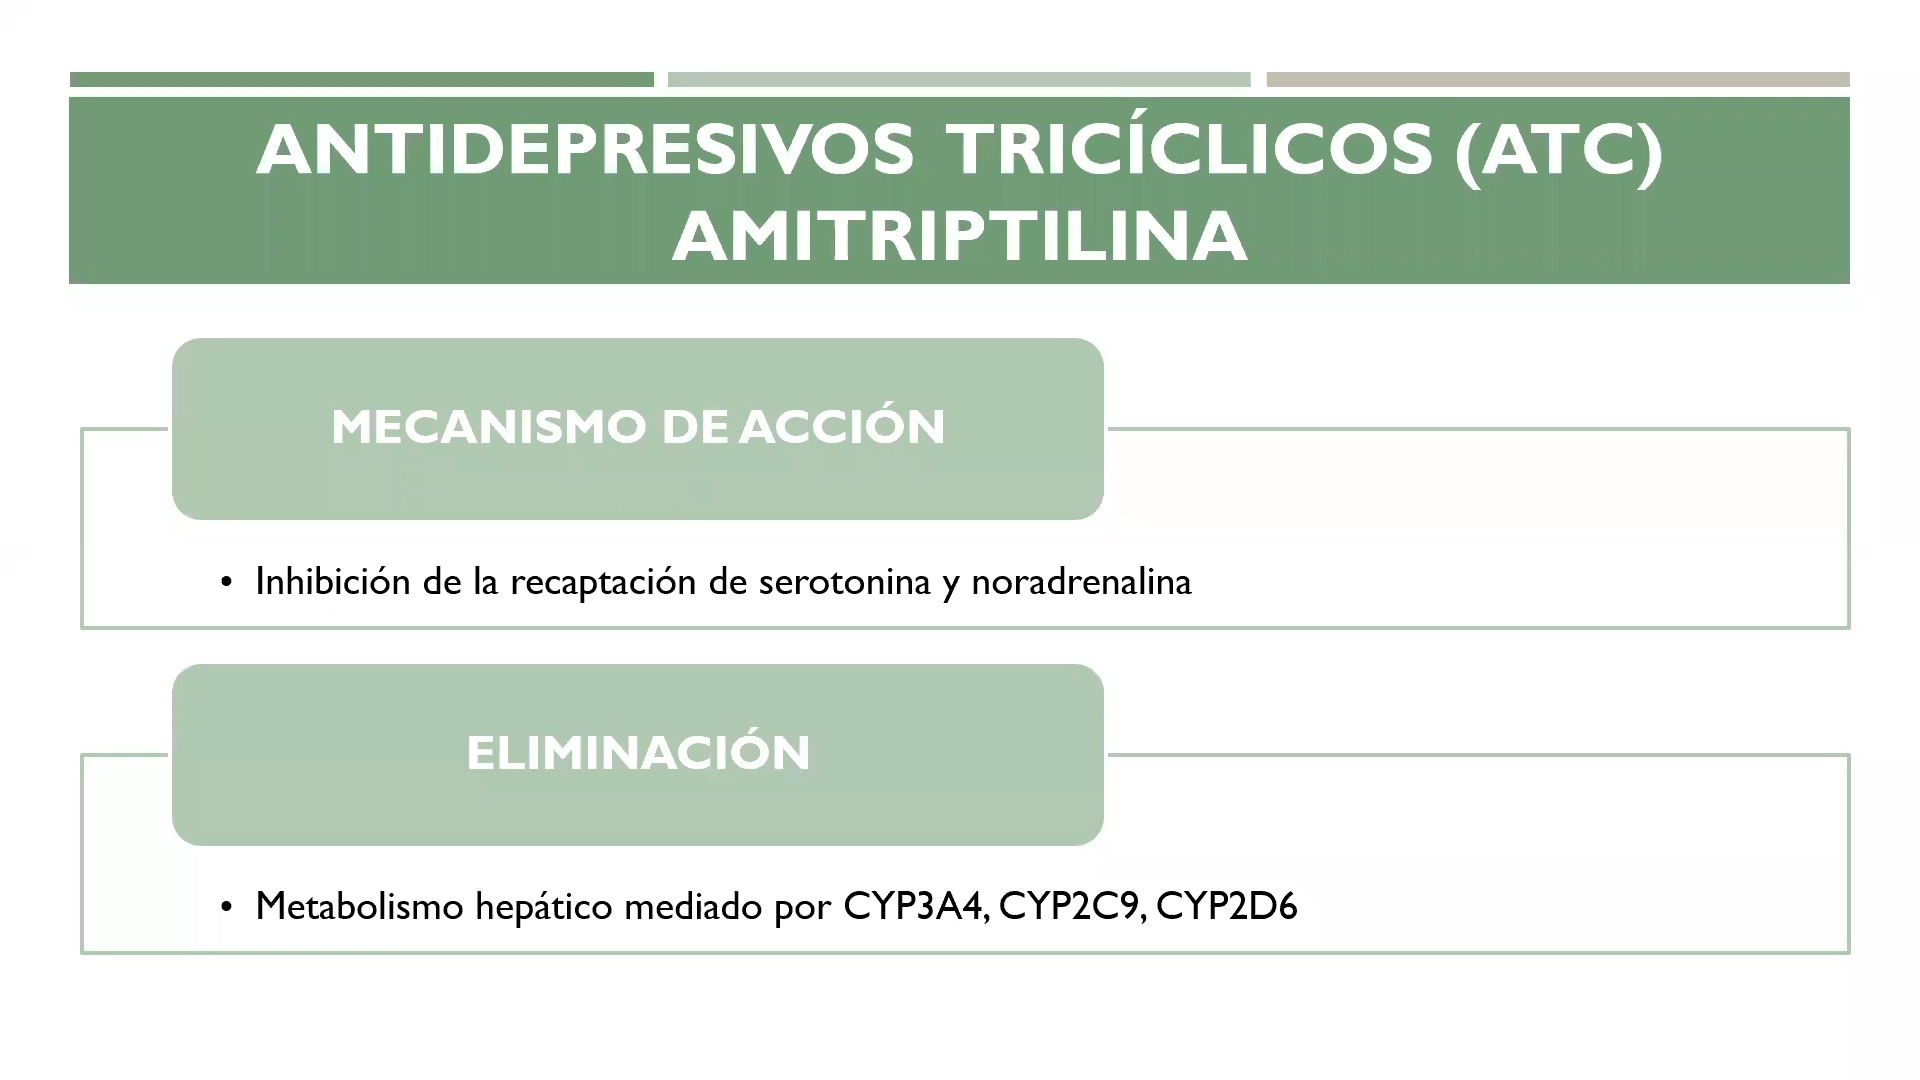 ANTIDEPRESIVOS TRICÍCLICOS (ATC)
AMITRIPTILINA
MECANISMO DE ACCIÓN
• Inhibición de la recaptación de serotonina y noradrenalina
ELIMINACIÓN
• Metabolismo hepático mediado por CYP3A4, CYP2C9, CYP2D6